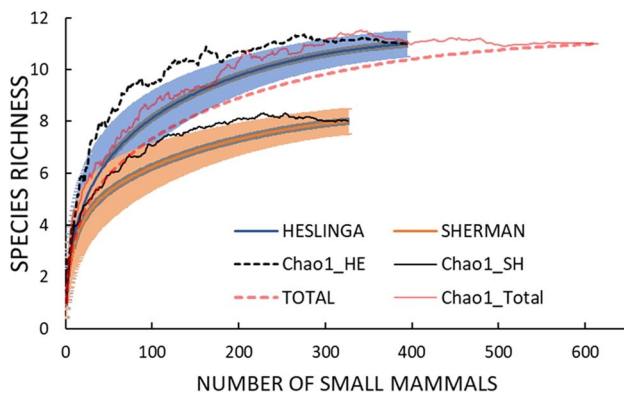 12
10
8
6
4
2
0
SPECIES RICHNESS
HESLINGA SHERMAN
Chao1_HE Chao1_SH
TOTAL Chao1_Total
0 100 200 300 400 500 600
NUMBER OF SMALL MAMMALS